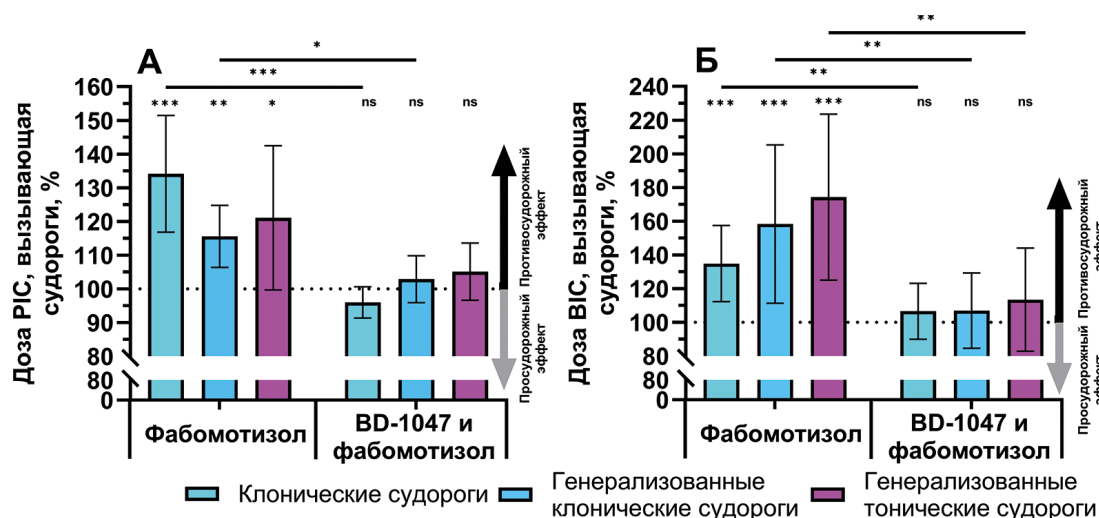 А
*
***
Доза PIC, вызывающая
судороги, %
160
150
140
130
120
110
100
90
80
80
0
***
**
*
ns
ns
ns
Противосудорожный
эффект
Просудорожный
эффект
Фабомотизол
BD-1047 и
фабомотизол
Б
**
**
**
Доза BIC, вызывающая
судороги, %
240
220
200
180
160
140
120
100
80
80
0
***
***
***
ns
ns
ns
Противосудорожный
эффект
Просудорожный
эффект
Фабомотизол
BD-1047 и
фабомотизол
Клонические судороги
Генерализованные
клонические судороги
Генерализованные
тонические судороги